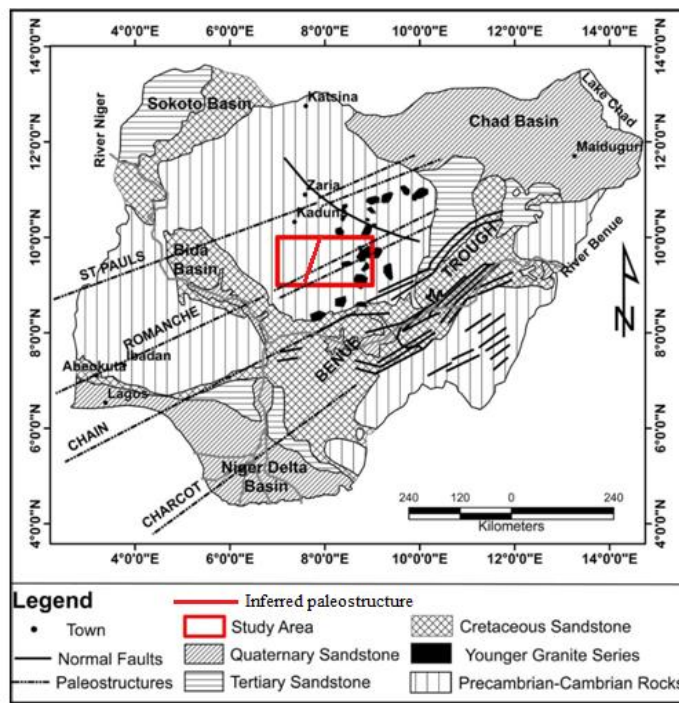 4°0'0"E 6°0'0"E 8°0'0"E 10°0'0"E 12°0'0"E 14°0'0"E
14°0'0"N
12°0'0"N
10°0'0"N
8°0'0"N
6°0'0"N
4°0'0"N
14°0'0"N
12°0'0"N
10°0'0"N
8°0'0"N
6°0'0"N
4°0'0"N
Sokoto Basin
Katsina
River Niger
Lake Chad
Chad Basin
Maiduguri
Zaria
Kaduna
ST PAULS
Bida
Basin
TROUGH
River Benue
ROMANCHE
BENUE
N
Abeokuta
Ibadan
Lagos
CHAIN
CHARCOT
Niger Delta
Basin
240 120 0 240
Kilometers
4°0'0"E 6°0'0"E 8°0'0"E 10°0'0"E 12°0'0"E 14°0'0"E
Legend
Inferred paleostructure
Town
Study Area
Cretaceous Sandstone
Normal Faults
Quaternary Sandstone
Younger Granite Series
Paleostructures
Tertiary Sandstone
Precambrian-Cambrian Rocks